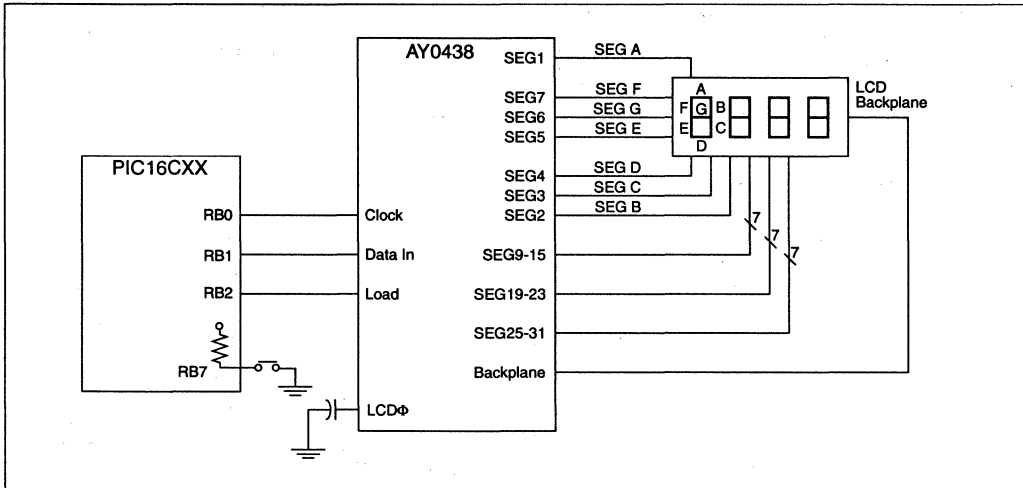 AY0438
SEG1
SEG A
SEG7
SEG F
SEG6
SEG G
SEG5
SEG E
SEG4
SEG D
SEG3
SEG C
SEG2
SEG B
A
F G B
E C
D
LCD
Backplane
PIC16CXX
RB0
Clock
RB1
Data In
RB2
Load
RB7
LCDΦ
SEG9-15
7
SEG19-23
7
SEG25-31
7
Backplane